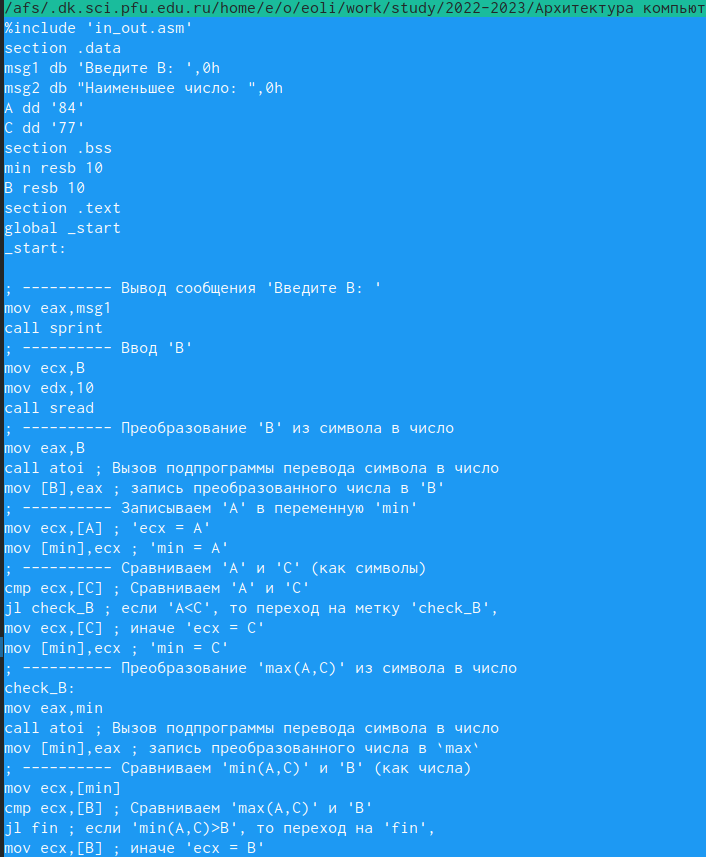 /afs/.dk.sci.pfu.edu.ru/home/e/o/eoli/work/study/2022-2023/Архитектура компьют
%include 'in_out.asm'
section .data
msg1 db 'Введите B: ',0h
msg2 db "Наименьшее число: ",0h
A dd '84'
C dd '77'
section .bss
min resb 10
B resb 10
section .text
global _start
_start:
; ---------- Вывод сообщения 'Введите B: '
mov eax,msg1
call sprint
; ---------- Ввод 'B'
mov ecx,B
mov edx,10
call sread
; ---------- Преобразование 'B' из символа в число
mov eax,B
call atoi ; Вызов подпрограммы перевода символа в число
mov [B],eax ; запись преобразованного числа в 'B'
; ---------- Записываем 'A' в переменную 'min'
mov ecx,[A] ; 'ecx = A'
mov [min],ecx ; 'min = A'
; ---------- Сравниваем 'A' и 'С' (как символы)
cmp ecx,[C] ; Сравниваем 'A' и 'С'
jl check_B ; если 'A<C', то переход на метку 'check_B',
mov ecx,[C] ; иначе 'ecx = C'
mov [min],ecx ; 'min = C'
; ---------- Преобразование 'max(A,C)' из символа в число
check_B:
mov eax,min
call atoi ; Вызов подпрограммы перевода символа в число
mov [min],eax ; запись преобразованного числа в `max`
; ---------- Сравниваем 'min(A,C)' и 'B' (как числа)
mov ecx,[min]
cmp ecx,[B] ; Сравниваем 'max(A,C)' и 'B'
jl fin ; если 'min(A,C)>B', то переход на 'fin',
mov ecx,[B] ; иначе 'ecx = B'